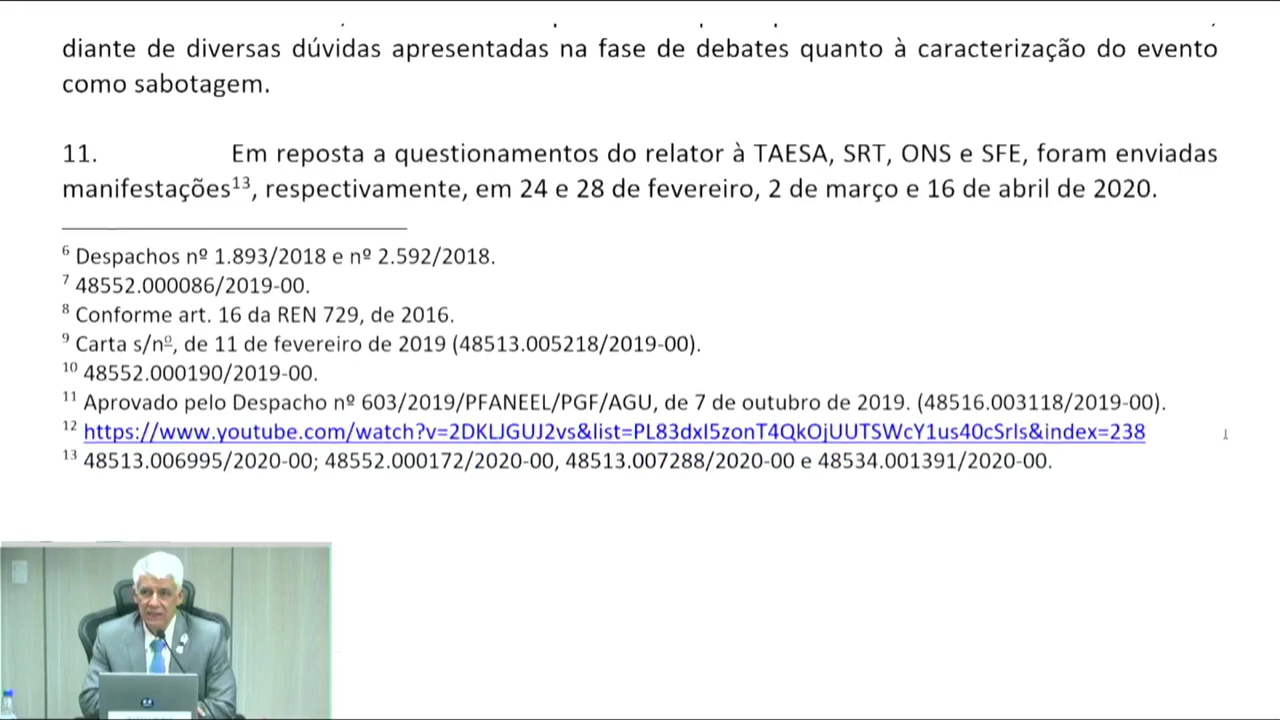 diante de diversas dúvidas apresentadas na fase de debates quanto à caracterização do evento
como sabotagem.
11. Em reposta a questionamentos do relator à TAESA, SRT, ONS e SFE, foram enviadas
manifestações¹³, respectivamente, em 24 e 28 de fevereiro, 2 de março e 16 de abril de 2020.
⁶ Despachos nº 1.893/2018 e nº 2.592/2018.
⁷ 48552.000086/2019-00.
⁸ Conforme art. 16 da REN 729, de 2016.
⁹ Carta s/nº, de 11 de fevereiro de 2019 (48513.005218/2019-00).
¹⁰ 48552.000190/2019-00.
¹¹ Aprovado pelo Despacho nº 603/2019/PFANEEL/PGF/AGU, de 7 de outubro de 2019. (48516.003118/2019-00).
¹² https://www.youtube.com/watch?v=2DKLJGUJ2vs&list=PL83dxI5zonT4QkOjUUTSWcY1us40cSrls&index=238
¹³ 48513.006995/2020-00; 48552.000172/2020-00, 48513.007288/2020-00 e 48534.001391/2020-00.